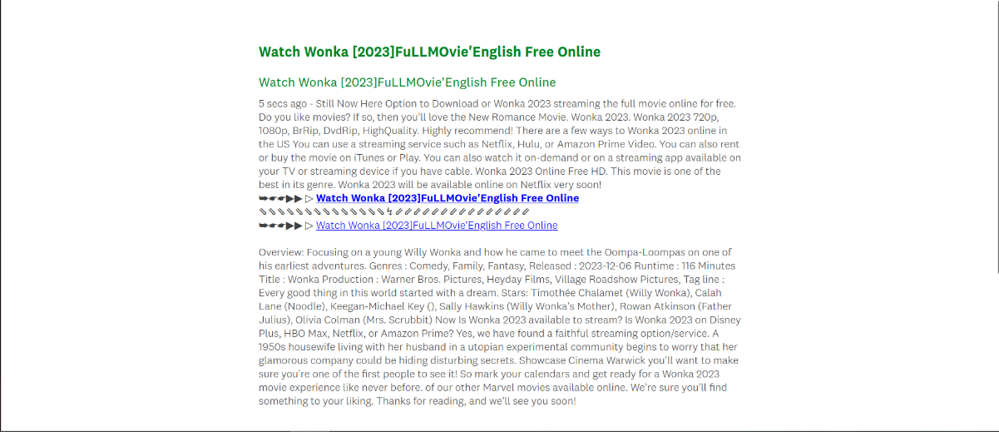 Watch Wonka [2023]FuLLMOvie'English Free Online
Watch Wonka [2023]FuLLMOvie'English Free Online
5 secs ago - Still Now Here Option to Download or Wonka 2023 streaming the full movie online for free.
Do you like movies? If so, then you'll love the New Romance Movie. Wonka 2023. Wonka 2023 720p,
1080p, BrRip, DvdRip, HighQuality. Highly recommend! There are a few ways to Wonka 2023 online in
the US You can use a streaming service such as Netflix, Hulu, or Amazon Prime Video. You can also rent
or buy the movie on iTunes or Play. You can also watch it on-demand or on a streaming app available on
your TV or streaming device if you have cable. Wonka 2023 Online Free HD. This movie is one of the
best in its genre. Wonka 2023 will be available online on Netflix very soon!
➥☛☛▶▶ ▷ Watch Wonka [2023]FuLLMOvie'English Free Online
⇘⇘⇘⇘⇘⇘⇘⇘⇘⇘⇘⇘⇘⇘↯⇙⇙⇙⇙⇙⇙⇙⇙⇙⇙⇙⇙⇙⇙⇙
➥☛☛▶▶ ▷ Watch Wonka [2023]FuLLMOvie'English Free Online
Overview: Focusing on a young Willy Wonka and how he came to meet the Oompa-Loompas on one of
his earliest adventures. Genres : Comedy, Family, Fantasy, Released : 2023-12-06 Runtime : 116 Minutes
Title : Wonka Production : Warner Bros. Pictures, Heyday Films, Village Roadshow Pictures, Tag line :
Every good thing in this world started with a dream. Stars: Timothée Chalamet (Willy Wonka), Calah
Lane (Noodle), Keegan-Michael Key (), Sally Hawkins (Willy Wonka's Mother), Rowan Atkinson (Father
Julius), Olivia Colman (Mrs. Scrubbit) Now Is Wonka 2023 available to stream? Is Wonka 2023 on Disney
Plus, HBO Max, Netflix, or Amazon Prime? Yes, we have found a faithful streaming option/service. A
1950s housewife living with her husband in a utopian experimental community begins to worry that her
glamorous company could be hiding disturbing secrets. Showcase Cinema Warwick you'll want to make
sure you're one of the first people to see it! So mark your calendars and get ready for a Wonka 2023
movie experience like never before. of our other Marvel movies available online. We're sure you'll find
something to your liking. Thanks for reading, and we'll see you soon!